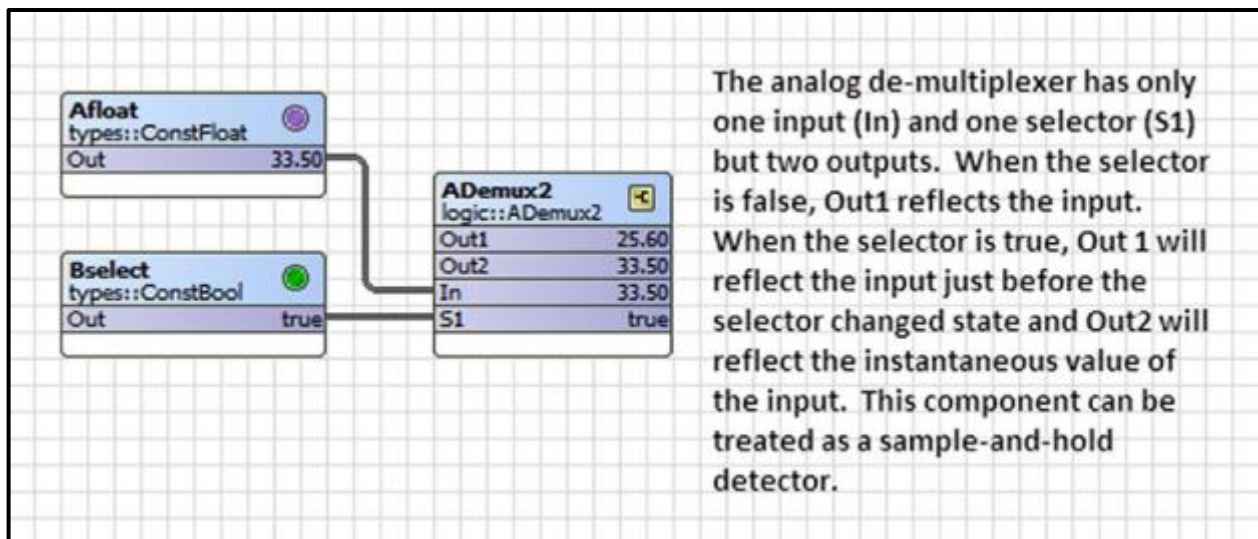 Afloat
types::ConstFloat
Out 33.50
Bselect
types::ConstBool
Out true
ADemux2
logic::ADemux2
Out1 25.60
Out2 33.50
In 33.50
S1 true
The analog de-multiplexer has only
one input (In) and one selector (S1)
but two outputs. When the selector
is false, Out1 reflects the input.
When the selector is true, Out 1 will
reflect the input just before the
selector changed state and Out2 will
reflect the instantaneous value of
the input. This component can be
treated as a sample-and-hold
detector.